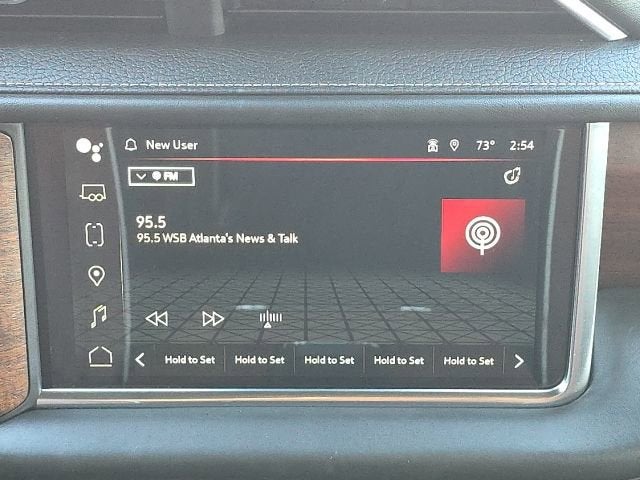 New User
73° 2:54
FM
95.5
95.5 WSB Atlanta's News & Talk
Hold to Set Hold to Set Hold to Set Hold to Set Hold to Set